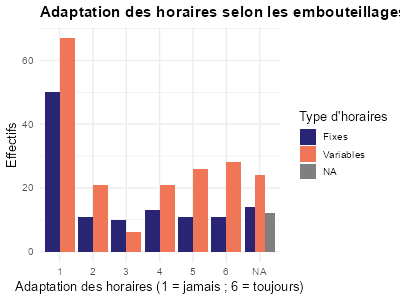 Adaptation des horaires selon les embouteillages
Effectifs
60
40
20
0
1 2 3 4 5 6 NA
Adaptation des horaires (1 = jamais ; 6 = toujours)
Type d'horaires
Fixes
Variables
NA